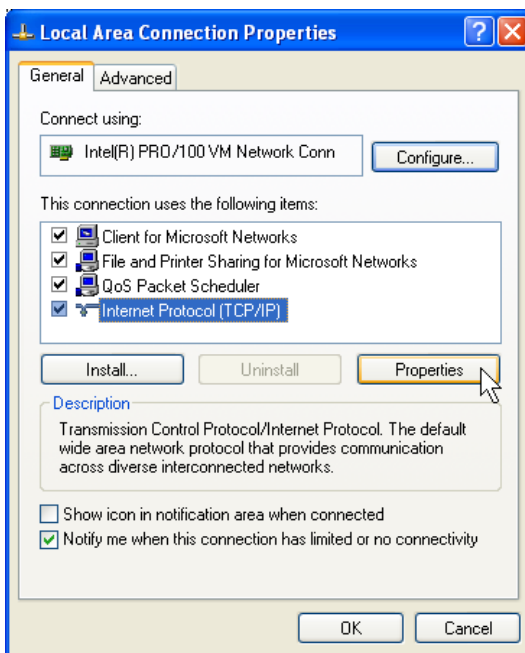 Local Area Connection Properties
General Advanced
Connect using:
Intel(R) PRO/100 VM Network Conn
Configure...
This connection uses the following items:
Client for Microsoft Networks
File and Printer Sharing for Microsoft Networks
QoS Packet Scheduler
Internet Protocol (TCP/IP)
Install... Uninstall Properties
Description
Transmission Control Protocol/Internet Protocol. The default
wide area network protocol that provides communication
across diverse interconnected networks.
Show icon in notification area when connected
Notify me when this connection has limited or no connectivity
OK Cancel